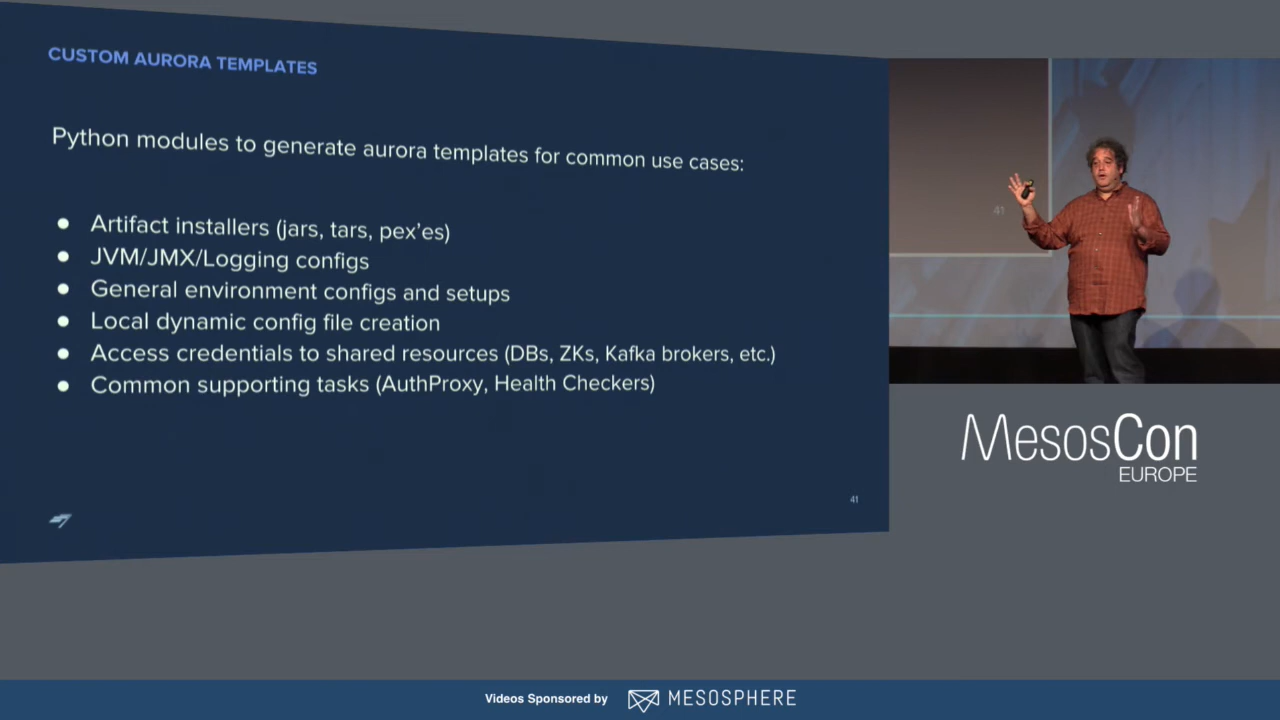 CUSTOM AURORA TEMPLATES
Python modules to generate aurora templates for common use cases:
● Artifact installers (jars, tars, pex'es)
● JVM/JMX/Logging configs
● General environment configs and setups
● Local dynamic config file creation
● Access credentials to shared resources (DBs, ZKs, Kafka brokers, etc.)
● Common supporting tasks (AuthProxy, Health Checkers)
41
41
MesosCon
EUROPE
Videos Sponsored by MESOSPHERE